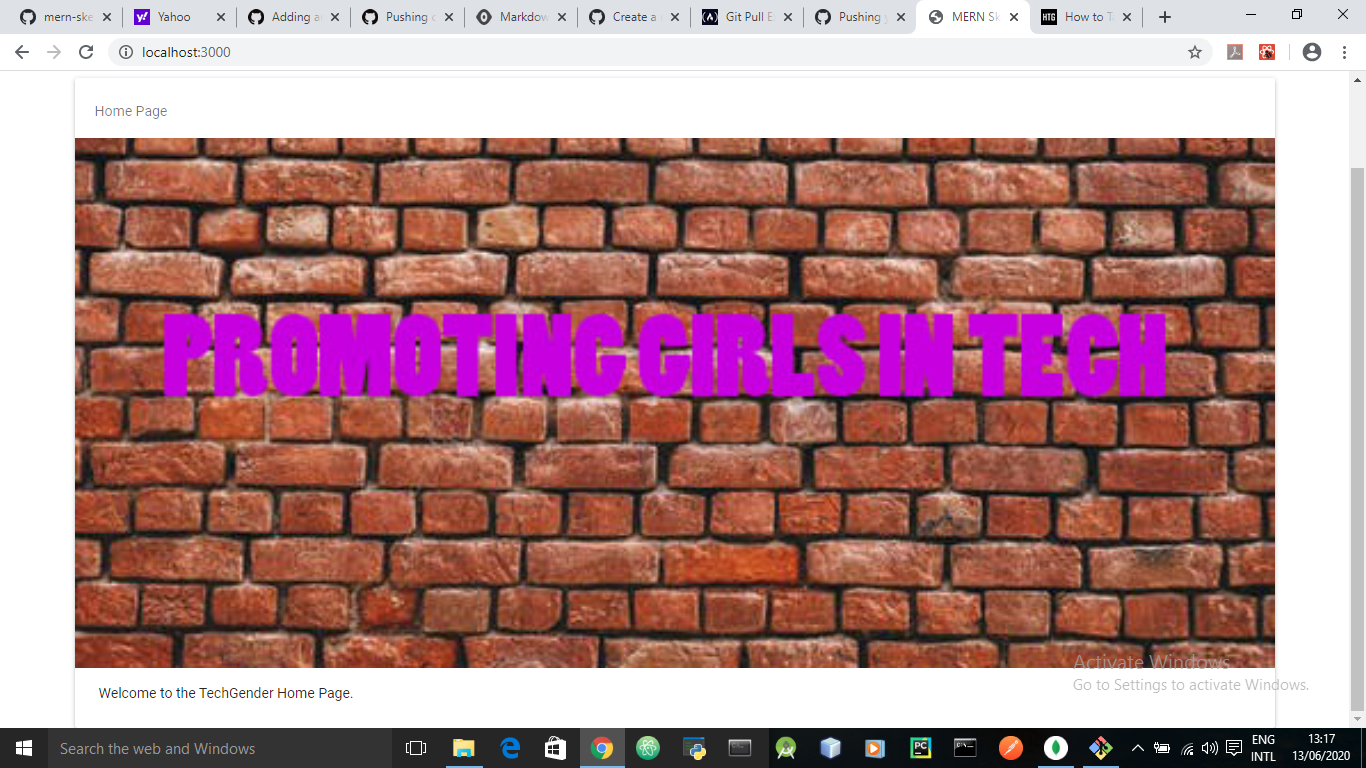 mern-ske
Yahoo
Adding a
Pushing c
Markdow
Create a
Git Pull E
Pushing y
MERN Sk
How to T
localhost:3000
Home Page
PROMOTING GIRLS IN TECH
Activate Windows
Go to Settings to activate Windows.
Welcome to the TechGender Home Page.
Search the web and Windows
ENG
INTL
13:17
13/06/2020